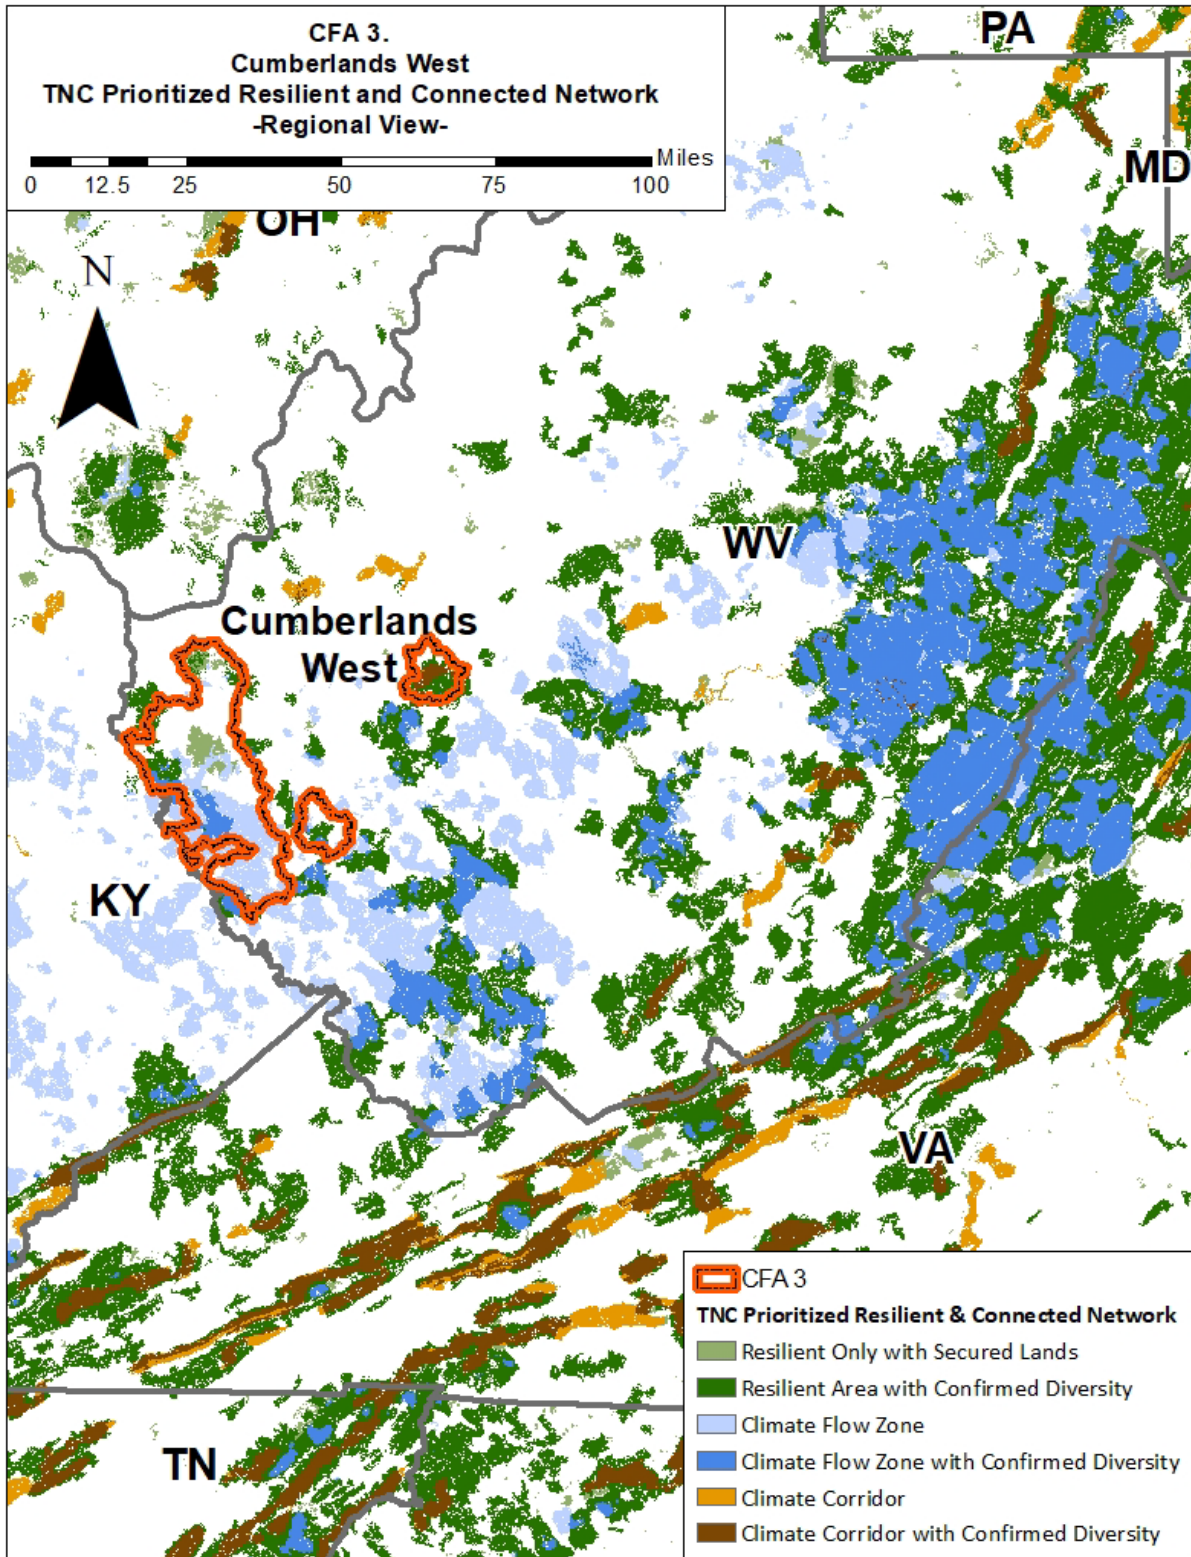 CFA 3.
Cumberlands West
TNC Prioritized Resilient and Connected Network
-Regional View-
Miles
0 12.5 25 50 75 100
PA
MD
OH
N
WV
Cumberlands
West
KY
VA
TN
CFA 3
TNC Prioritized Resilient & Connected Network
Resilient Only with Secured Lands
Resilient Area with Confirmed Diversity
Climate Flow Zone
Climate Flow Zone with Confirmed Diversity
Climate Corridor
Climate Corridor with Confirmed Diversity